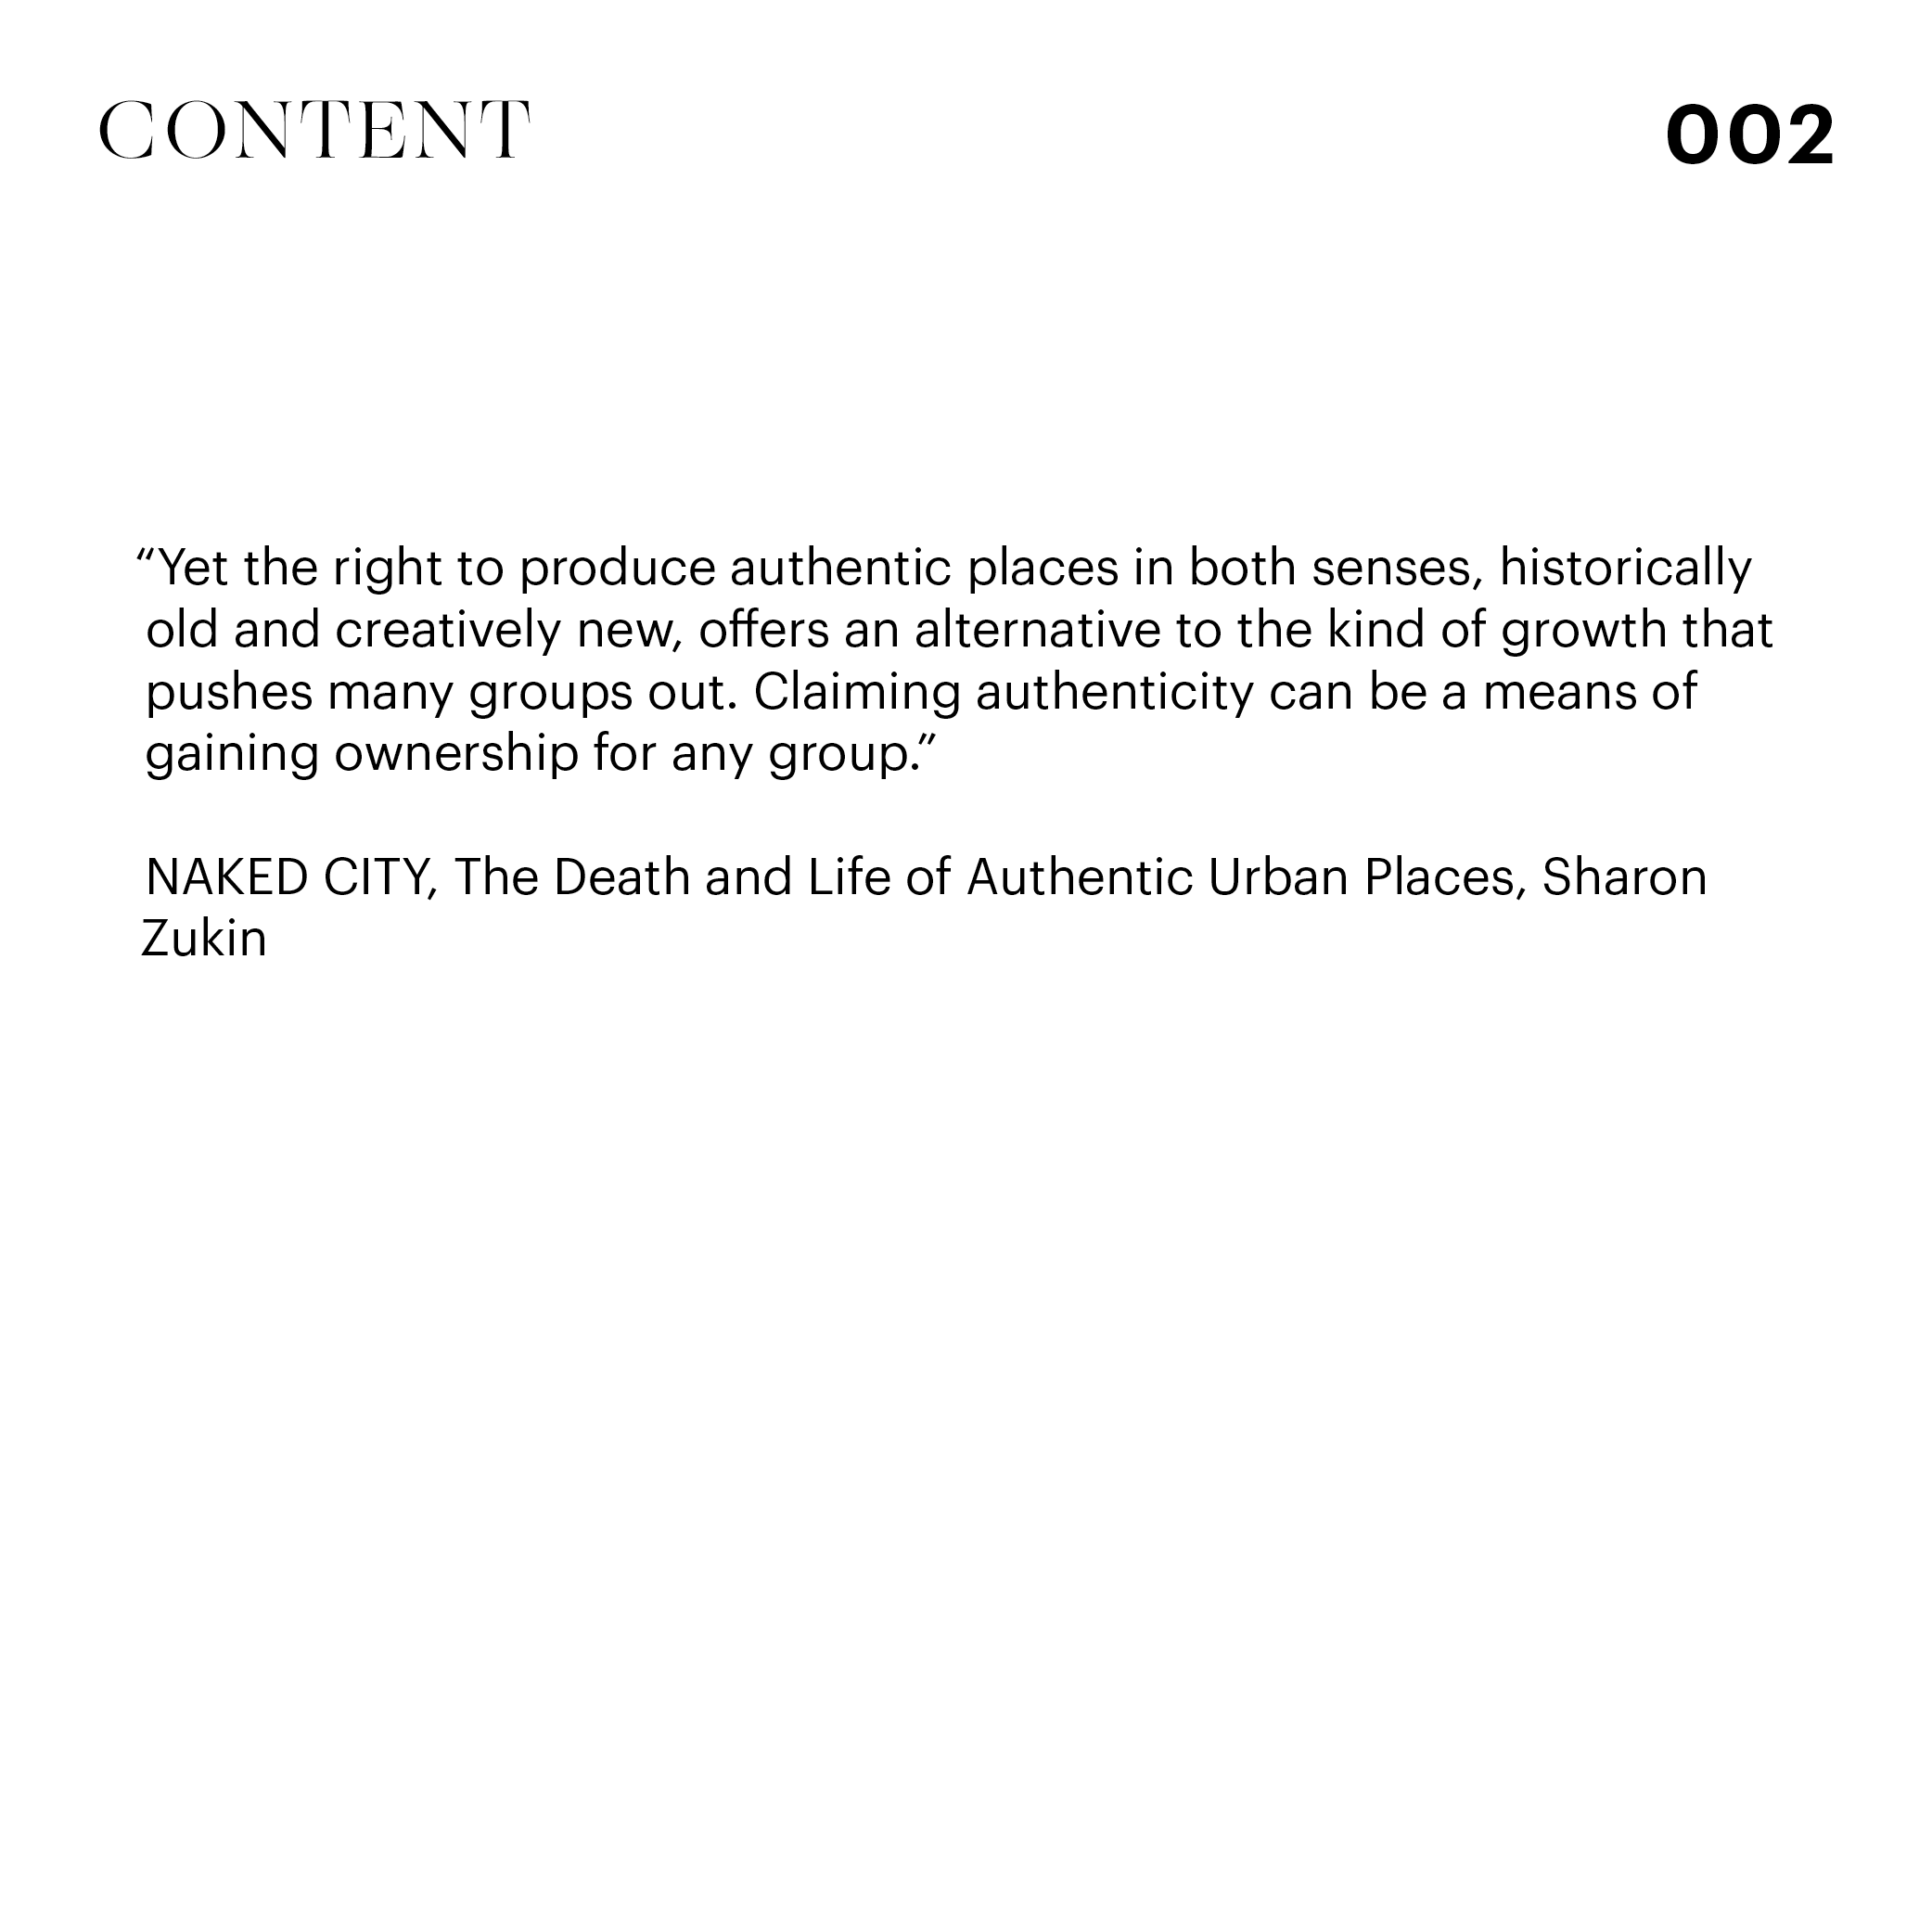 CONTENT
002
“Yet the right to produce authentic places in both senses, historically
old and creatively new, offers an alternative to the kind of growth that
pushes many groups out. Claiming authenticity can be a means of
gaining ownership for any group.”
NAKED CITY, The Death and Life of Authentic Urban Places, Sharon
Zukin